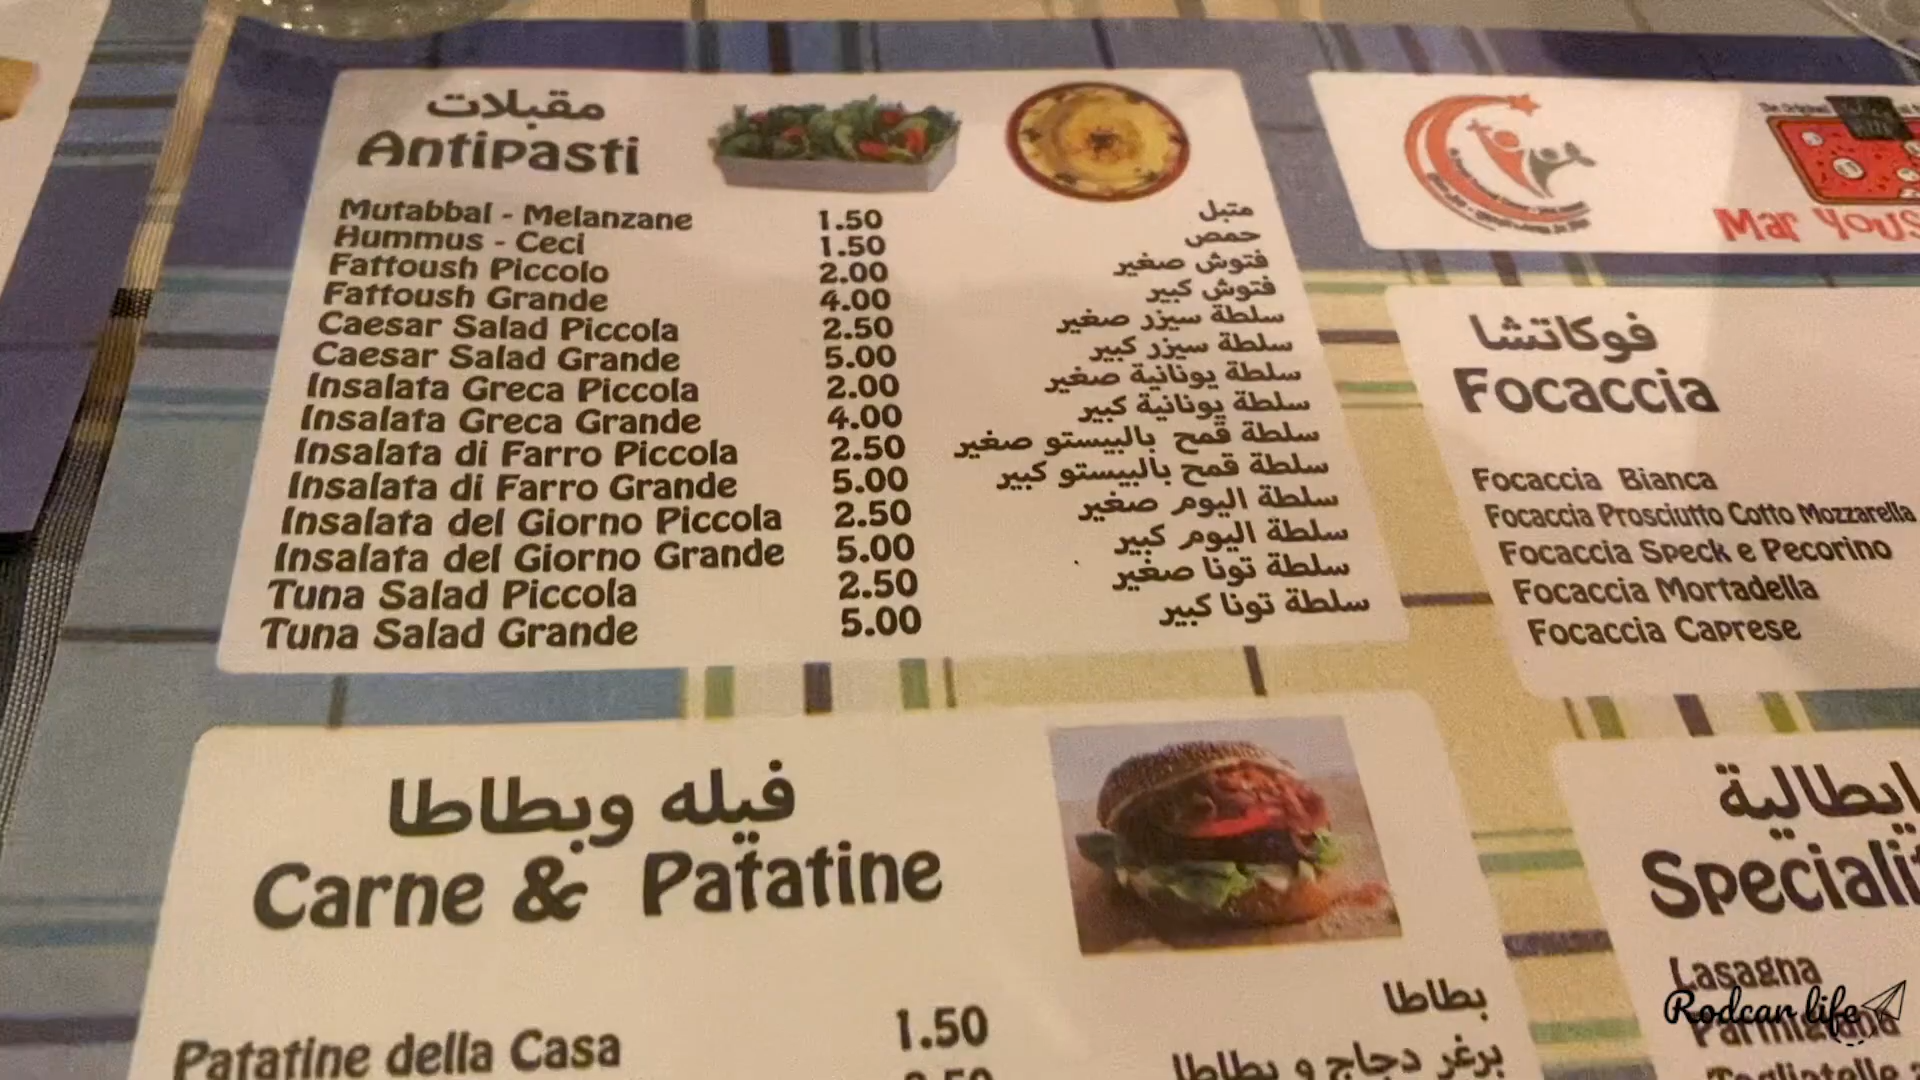 مقبلات
Antipasti
Mutabbal - Melanzane 1.50 متبل
Hummus - Ceci 1.50 حمص
Fattoush Piccolo 2.00 فتوش صغير
Fattoush Grande 4.00 فتوش كبير
Caesar Salad Piccola 2.50 سلطة سيزر صغير
Caesar Salad Grande 5.00 سلطة سيزر كبير
Insalata Greca Piccola 2.00 سلطة يونانية صغير
Insalata Greca Grande 4.00 سلطة يونانية كبير
Insalata di Farro Piccola 2.50 سلطة قمح بالبيستو صغير
Insalata di Farro Grande 5.00 سلطة قمح بالبيستو كبير
Insalata del Giorno Piccola 2.50 سلطة اليوم صغير
Insalata del Giorno Grande 5.00 سلطة اليوم كبير
Tuna Salad Piccola 2.50 سلطة تونا صغير
Tuna Salad Grande 5.00 سلطة تونا كبير
فيله وبطاطا
Carne & Patatine
Patatine della Casa 1.50 بطاطا
برغر دجاج و بطاطا
The Original
Mar
فوكاتشا
Focaccia
Focaccia Bianca
Focaccia Prosciutto Cotto Mozzarella
Focaccia Speck e Pecorino
Focaccia Mortadella
Focaccia Caprese
Lasagna
Rodcar life